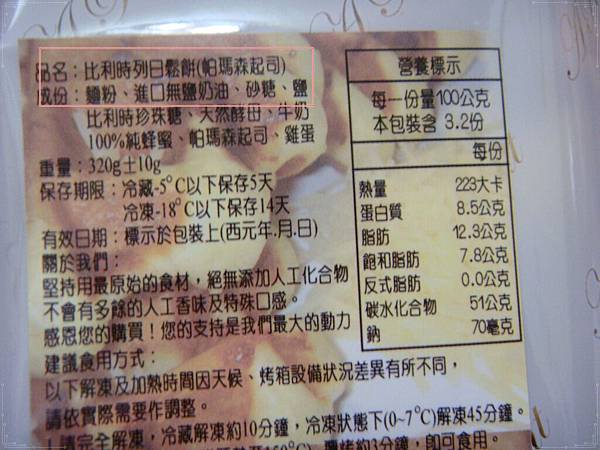 品名：比利時列日鬆餅(帕瑪森起司)
成份：麵粉、進口無鹽奶油、砂糖、鹽
比利時珍珠糖、天然酵母、牛奶
100%純蜂蜜、帕瑪森起司、雞蛋
重量：320g±10g
保存期限：冷藏-5°C以下保存5天
冷凍-18°C以下保存14天
有效日期：標示於包裝上(西元年.月.日)
關於我們：
堅持用最原始的食材，絕無添加人工化合物
不會有多餘的人工香味及特殊口感。
感恩您的購買！您的支持是我們最大的動力
建議食用方式：
以下解凍及加熱時間因天候、烤箱設備狀況差異有所不同，
請依實際需要作調整。
1.請完全解凍，冷藏解凍約10分鐘，冷凍狀態下(0~7°C)解凍45分鐘。
150°C)，鹽烤約3分鐘，即可食用。
營養標示
每一份量100公克
本包裝含 3.2份
每份
熱量 223大卡
蛋白質 8.5公克
脂肪 12.3公克
飽和脂肪 7.8公克
反式脂肪 0.0公克
碳水化合物 51公克
鈉 70毫克